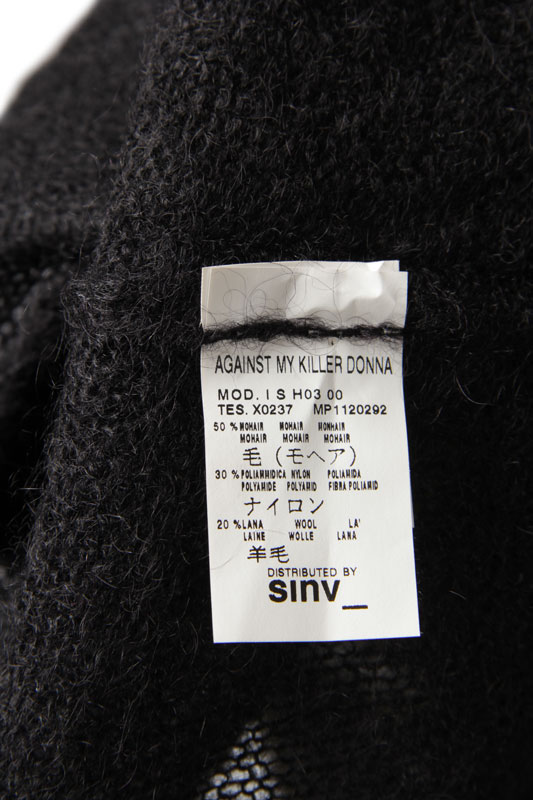 AGAINST MY KILLER DONNA
MOD. I S H03 00
TES. X0237 MP1120292
50 % MOHAIR MOHAIR MONHAIR
MOHAIR MOHAIR MOHAIR
毛 (モヘア)
30 % POLIAMMIDICA NYLON POLIAMIDA
POLYAMIDE POLYAMID FIBRA POLIAMID
ナイロン
20 % LANA WOOL LA'
LAINE WOLLE LANA
羊毛
DISTRIBUTED BY
sinv_